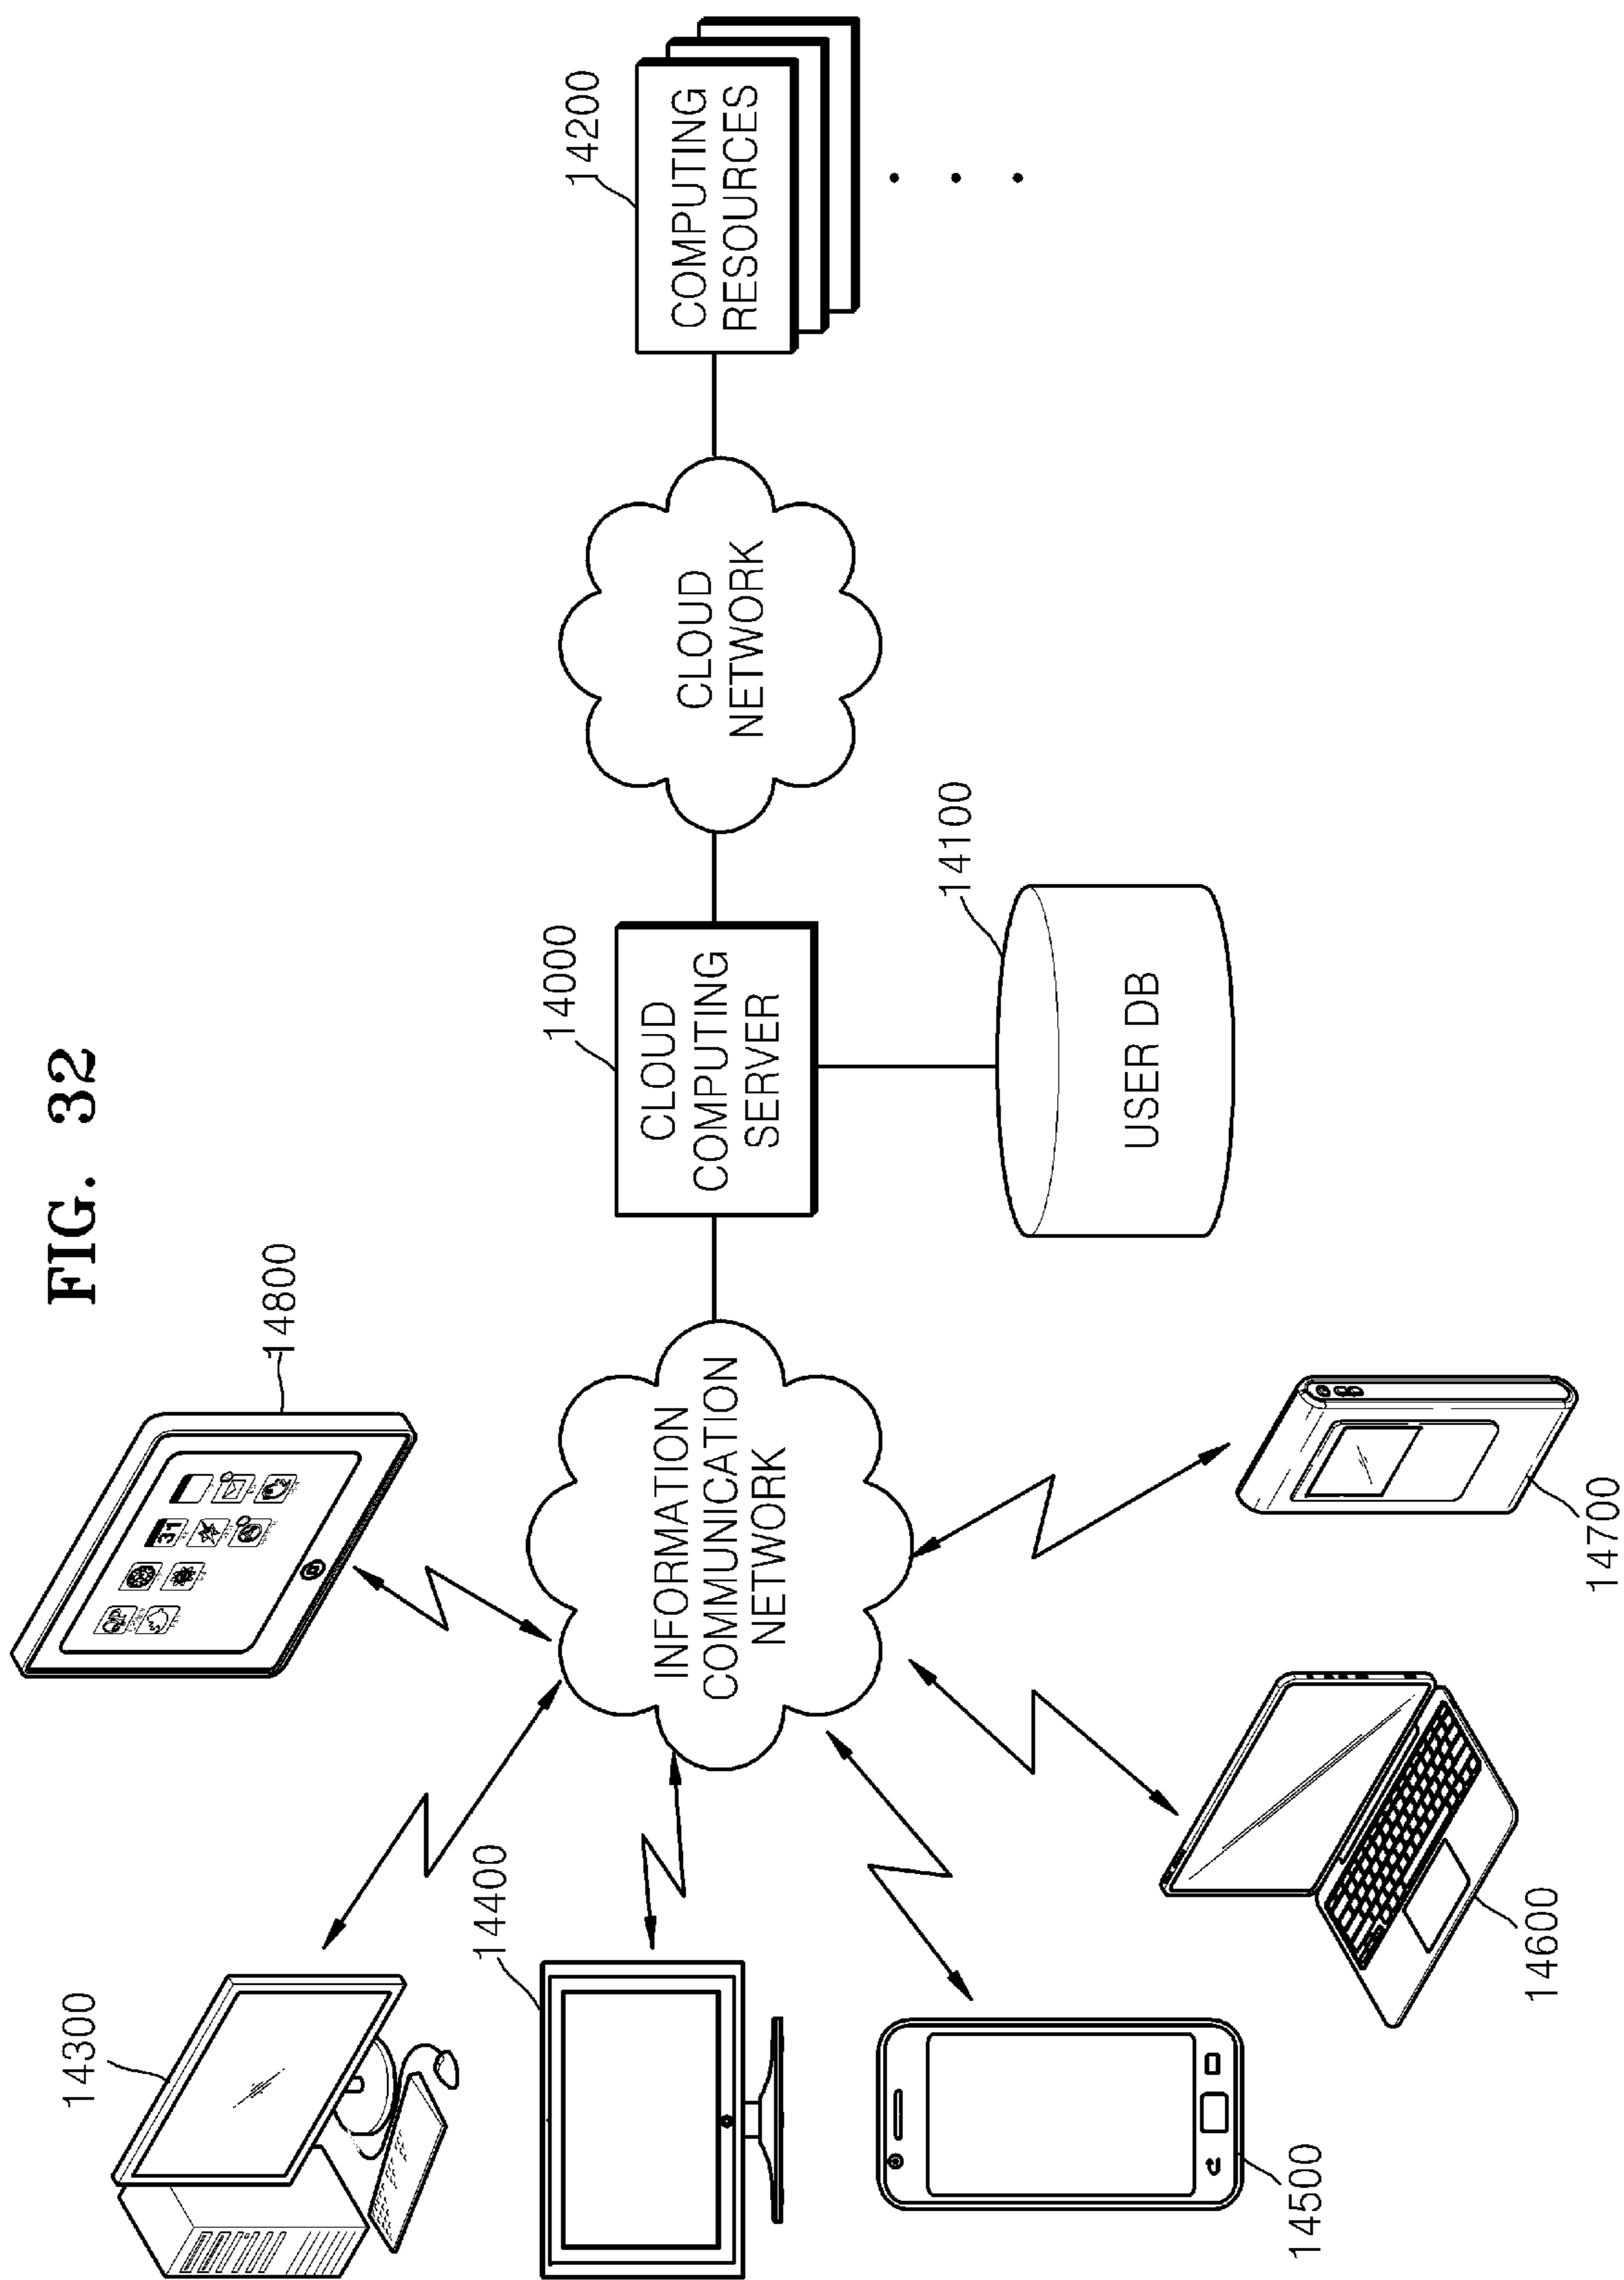 FIG. 32
14800
14300
14400
14500
14600
14700
INFORMATION
COMMUNICATION
NETWORK
14000
CLOUD
COMPUTING
SERVER
14100
USER DB
CLOUD
NETWORK
14200
COMPUTING
RESOURCES
31